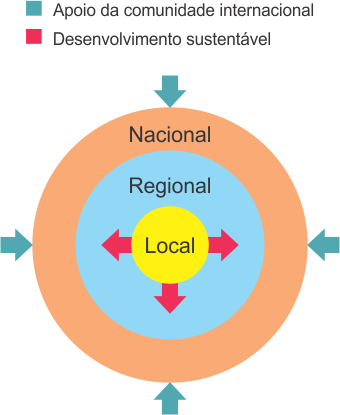 Apoio da comunidade internacional
Desenvolvimento sustentável
Nacional
Regional
Local